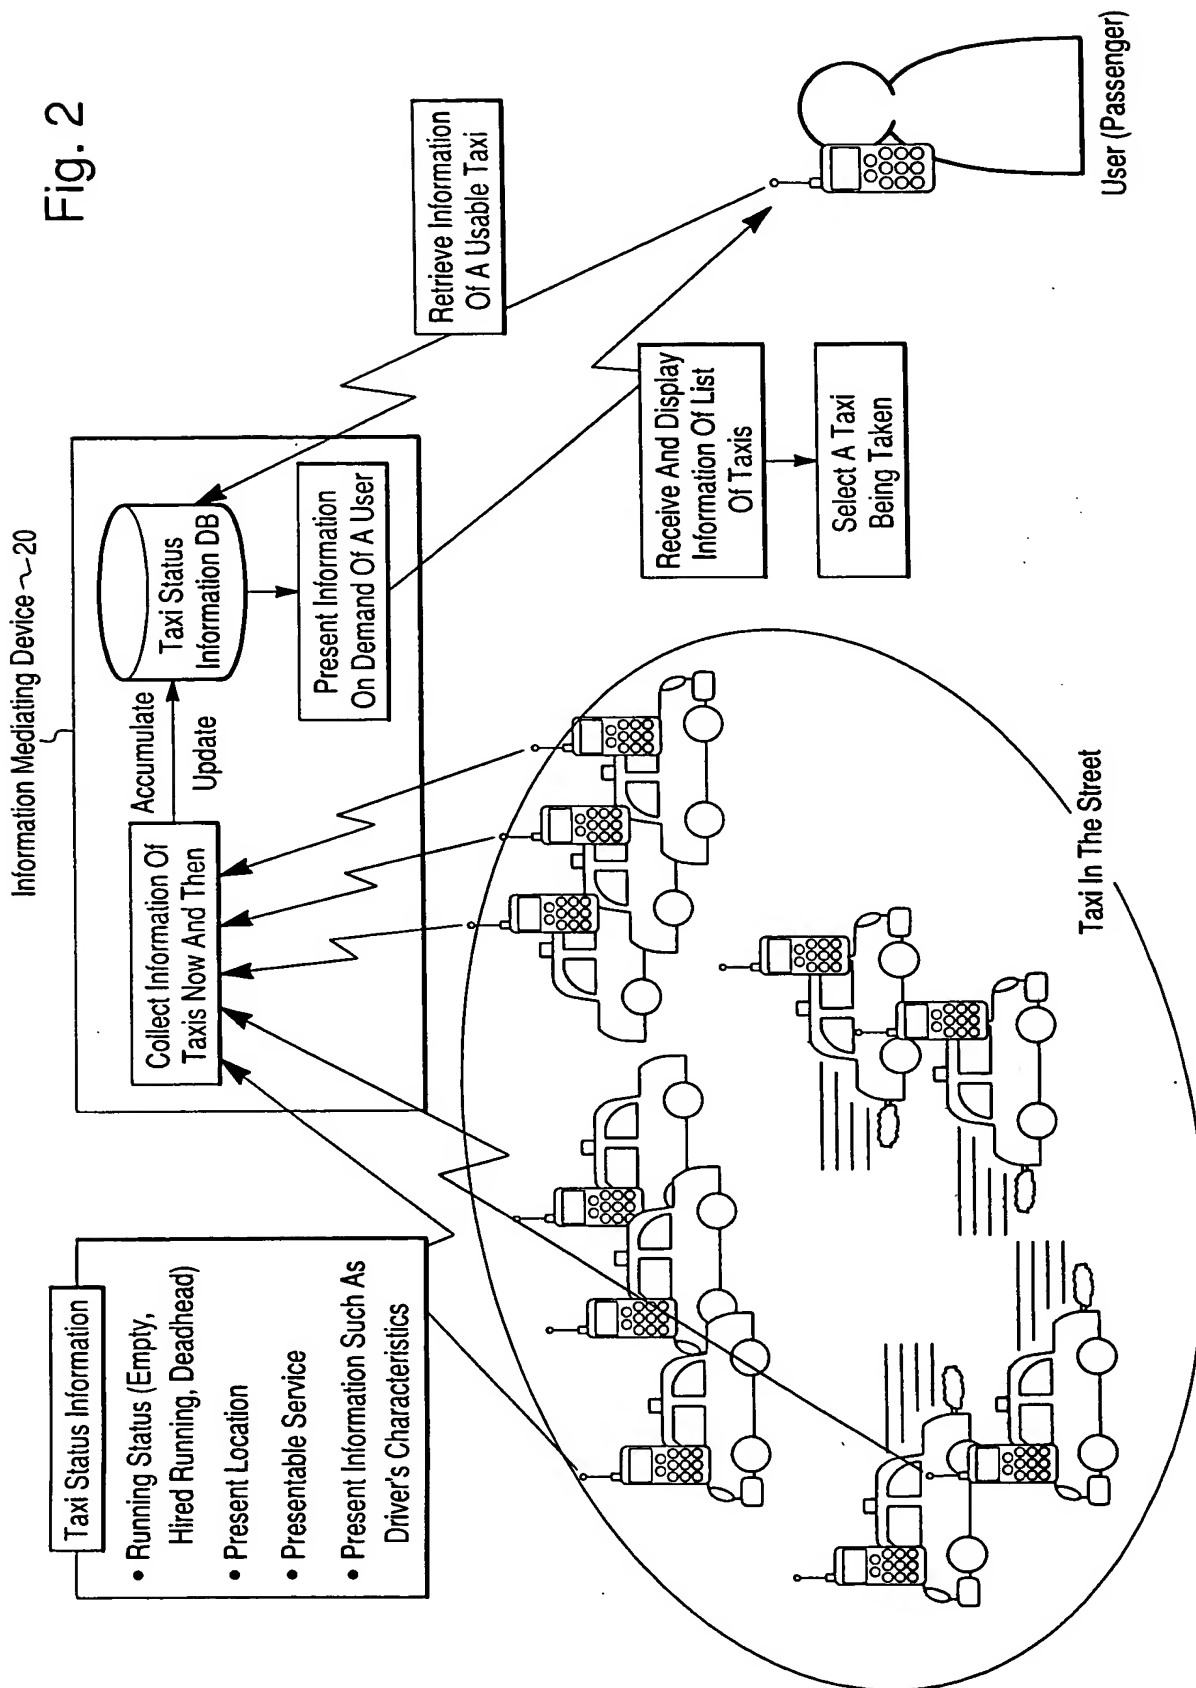 Fig. 2
Information Mediating Device 20
Taxi Status Information
• Running Status (Empty,
Hired Running, Deadhead)
• Present Location
• Presentable Service
• Present Information Such As
Driver's Characteristics
Collect Information Of
Taxis Now And Then
Accumulate
Update
Taxi Status
Information DB
Present Information
On Demand Of A User
Retrieve Information
Of A Usable Taxi
Receive And Display
Information Of List
Of Taxis
Select A Taxi
Being Taken
Taxi In The Street
User (Passenger)